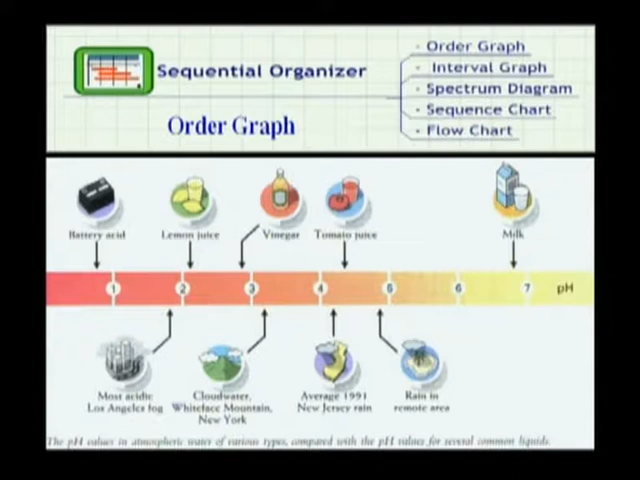 Sequential Organizer
Order Graph
- Order Graph
- Interval Graph
- Spectrum Diagram
- Sequence Chart
- Flow Chart
Battery acid
Lemon juice
Vinegar
Tomato juice
Milk
1 2 3 4 5 6 7 pH
Most acidic
Los Angeles fog
Cloudwater,
Whiteface Mountain,
New York
Average 1991
New Jersey rain
Rain in
remote area
The pH values in atmospheric water of various types, compared with the pH values for several common liquids.